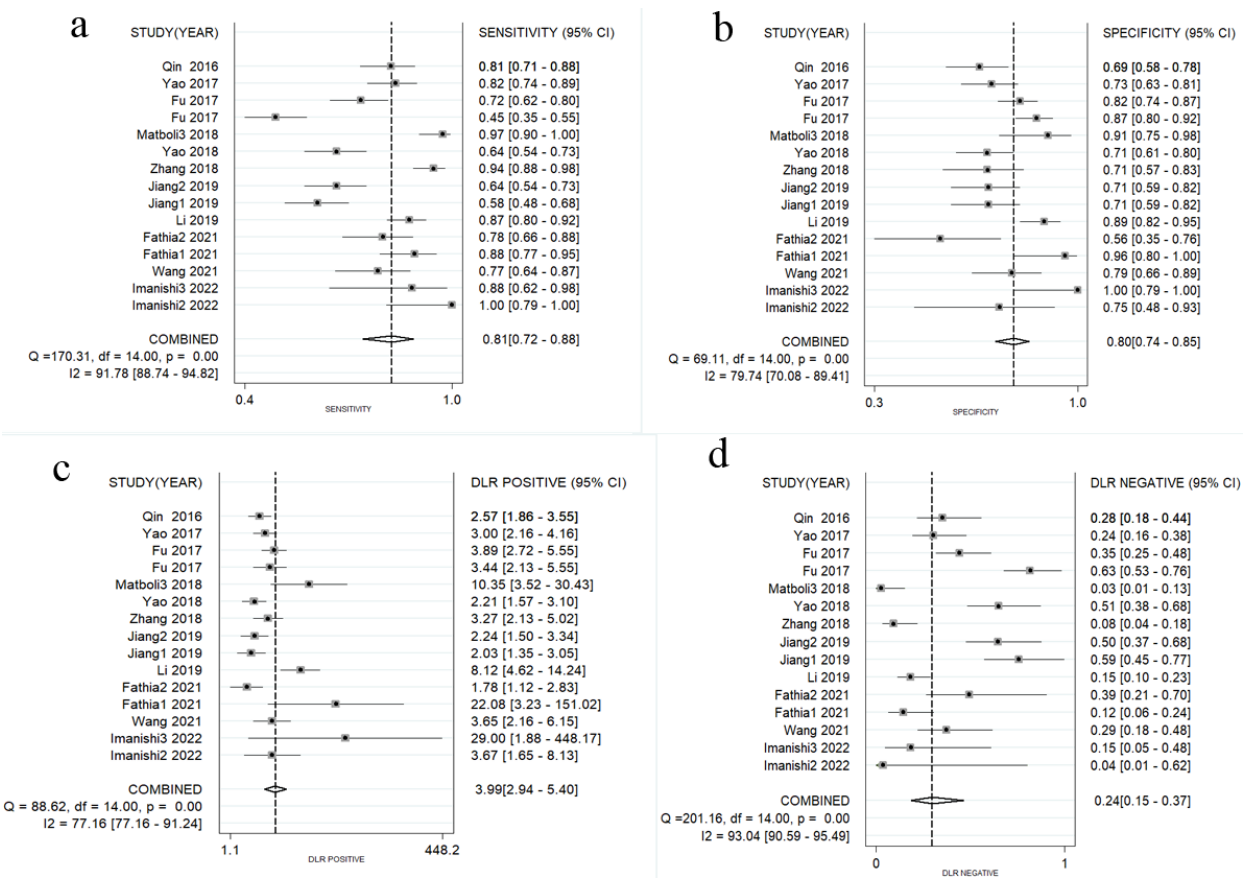 a
STUDY(YEAR) SENSITIVITY (95% CI)
Qin 2016 0.81 [0.71 - 0.88]
Yao 2017 0.82 [0.74 - 0.89]
Fu 2017 0.72 [0.62 - 0.80]
Fu 2017 0.45 [0.35 - 0.55]
Matboli3 2018 0.97 [0.90 - 1.00]
Yao 2018 0.64 [0.54 - 0.73]
Zhang 2018 0.94 [0.88 - 0.98]
Jiang2 2019 0.64 [0.54 - 0.73]
Jiang1 2019 0.58 [0.48 - 0.68]
Li 2019 0.87 [0.80 - 0.92]
Fathia2 2021 0.78 [0.66 - 0.88]
Fathia1 2021 0.88 [0.77 - 0.95]
Wang 2021 0.77 [0.64 - 0.87]
Imanishi3 2022 0.88 [0.62 - 0.98]
Imanishi2 2022 1.00 [0.79 - 1.00]
COMBINED 0.81[0.72 - 0.88]
Q =170.31, df = 14.00, p = 0.00
I2 = 91.78 [88.74 - 94.82]
0.4 1.0
SENSITIVITY
b
STUDY(YEAR) SPECIFICITY (95% CI)
Qin 2016 0.69 [0.58 - 0.78]
Yao 2017 0.73 [0.63 - 0.81]
Fu 2017 0.82 [0.74 - 0.87]
Fu 2017 0.87 [0.80 - 0.92]
Matboli3 2018 0.91 [0.75 - 0.98]
Yao 2018 0.71 [0.61 - 0.80]
Zhang 2018 0.71 [0.57 - 0.83]
Jiang2 2019 0.71 [0.59 - 0.82]
Jiang1 2019 0.71 [0.59 - 0.82]
Li 2019 0.89 [0.82 - 0.95]
Fathia2 2021 0.56 [0.35 - 0.76]
Fathia1 2021 0.96 [0.80 - 1.00]
Wang 2021 0.79 [0.66 - 0.89]
Imanishi3 2022 1.00 [0.79 - 1.00]
Imanishi2 2022 0.75 [0.48 - 0.93]
COMBINED 0.80[0.74 - 0.85]
Q = 69.11, df = 14.00, p = 0.00
I2 = 79.74 [70.08 - 89.41]
0.3 1.0
SPECIFICITY
c
STUDY(YEAR) DLR POSITIVE (95% CI)
Qin 2016 2.57 [1.86 - 3.55]
Yao 2017 3.00 [2.16 - 4.16]
Fu 2017 3.89 [2.72 - 5.55]
Fu 2017 3.44 [2.13 - 5.55]
Matboli3 2018 10.35 [3.52 - 30.43]
Yao 2018 2.21 [1.57 - 3.10]
Zhang 2018 3.27 [2.13 - 5.02]
Jiang2 2019 2.24 [1.50 - 3.34]
Jiang1 2019 2.03 [1.35 - 3.05]
Li 2019 8.12 [4.62 - 14.24]
Fathia2 2021 1.78 [1.12 - 2.83]
Fathia1 2021 22.08 [3.23 - 151.02]
Wang 2021 3.65 [2.16 - 6.15]
Imanishi3 2022 29.00 [1.88 - 448.17]
Imanishi2 2022 3.67 [1.65 - 8.13]
COMBINED 3.99[2.94 - 5.40]
Q = 88.62, df = 14.00, p = 0.00
I2 = 77.16 [77.16 - 91.24]
1.1 448.2
DLR POSITIVE
d
STUDY(YEAR) DLR NEGATIVE (95% CI)
Qin 2016 0.28 [0.18 - 0.44]
Yao 2017 0.24 [0.16 - 0.38]
Fu 2017 0.35 [0.25 - 0.48]
Fu 2017 0.63 [0.53 - 0.76]
Matboli3 2018 0.03 [0.01 - 0.13]
Yao 2018 0.51 [0.38 - 0.68]
Zhang 2018 0.08 [0.04 - 0.18]
Jiang2 2019 0.50 [0.37 - 0.68]
Jiang1 2019 0.59 [0.45 - 0.77]
Li 2019 0.15 [0.10 - 0.23]
Fathia2 2021 0.39 [0.21 - 0.70]
Fathia1 2021 0.12 [0.06 - 0.24]
Wang 2021 0.29 [0.18 - 0.48]
Imanishi3 2022 0.15 [0.05 - 0.48]
Imanishi2 2022 0.04 [0.01 - 0.62]
COMBINED 0.24[0.15 - 0.37]
Q =201.16, df = 14.00, p = 0.00
I2 = 93.04 [90.59 - 95.49]
0 1
DLR NEGATIVE